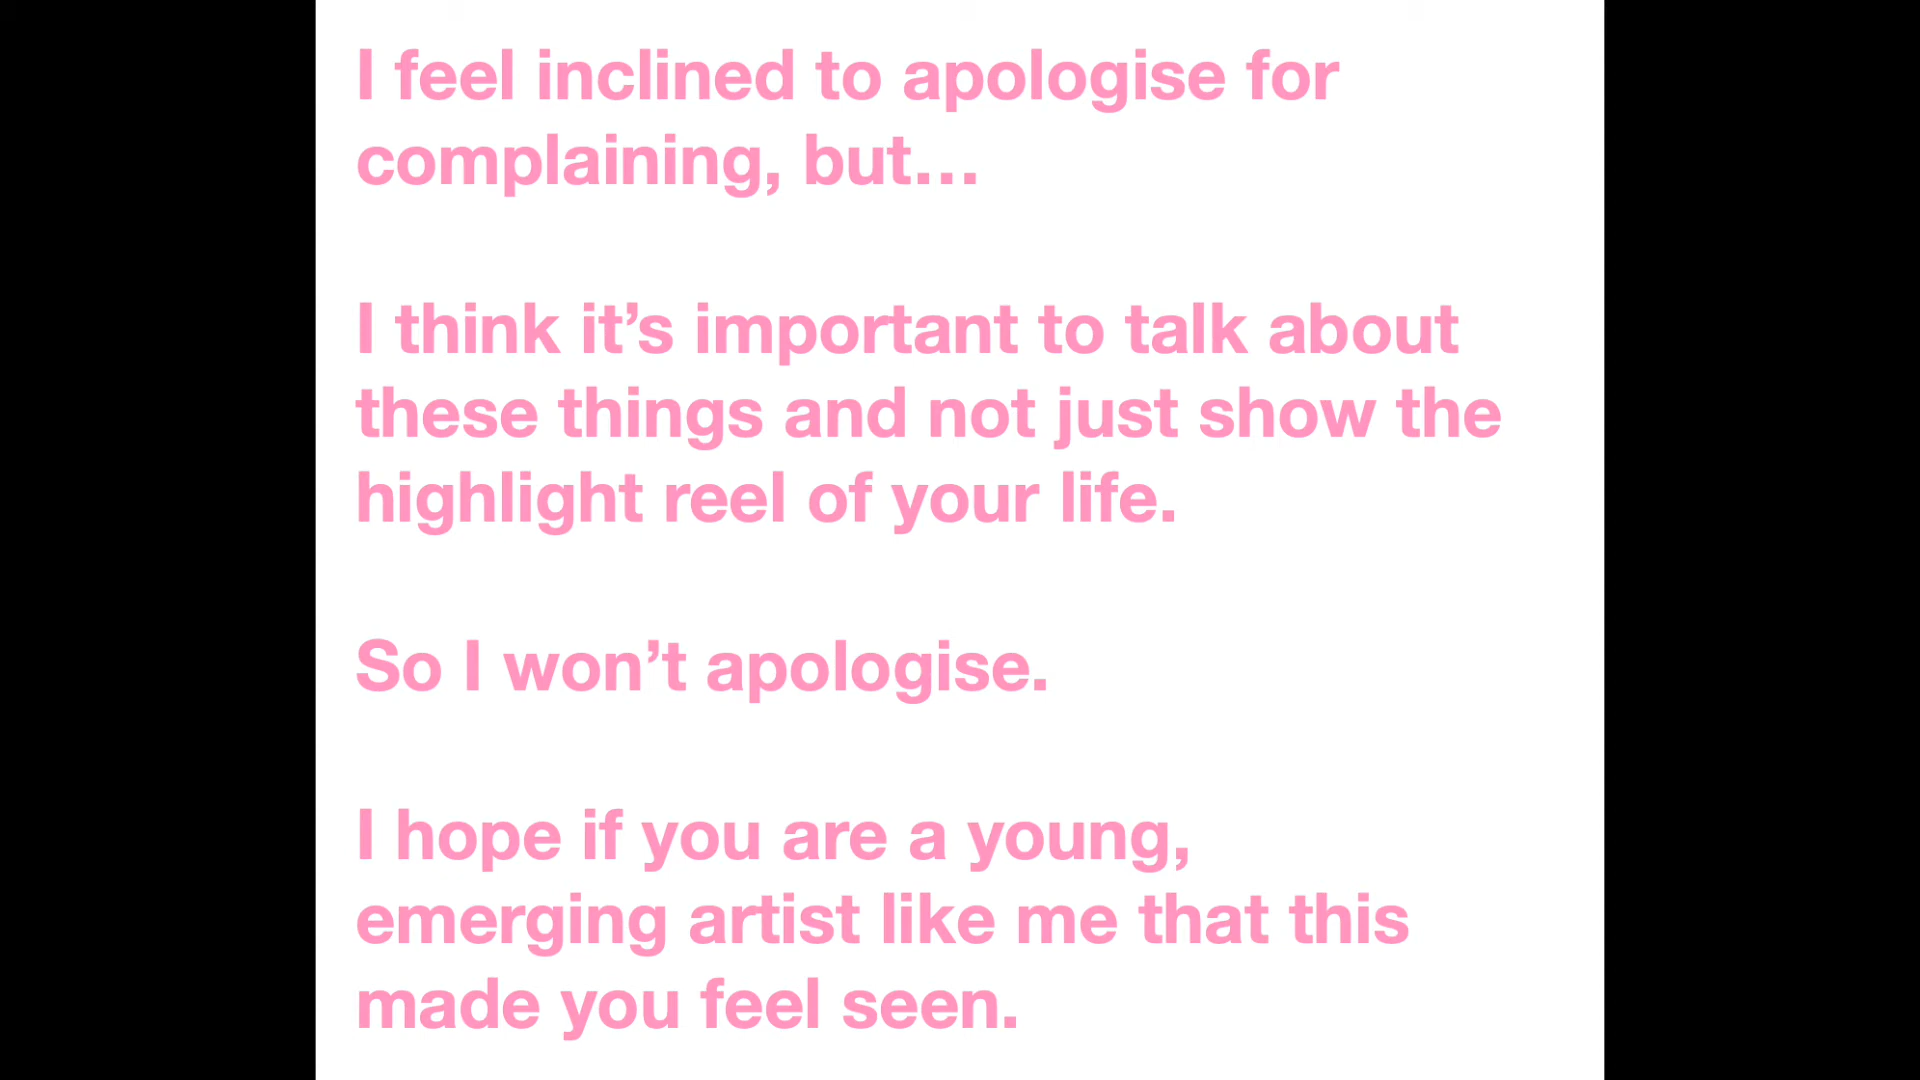 I feel inclined to apologise for
complaining, but…
I think it’s important to talk about
these things and not just show the
highlight reel of your life.
So I won’t apologise.
I hope if you are a young,
emerging artist like me that this
made you feel seen.